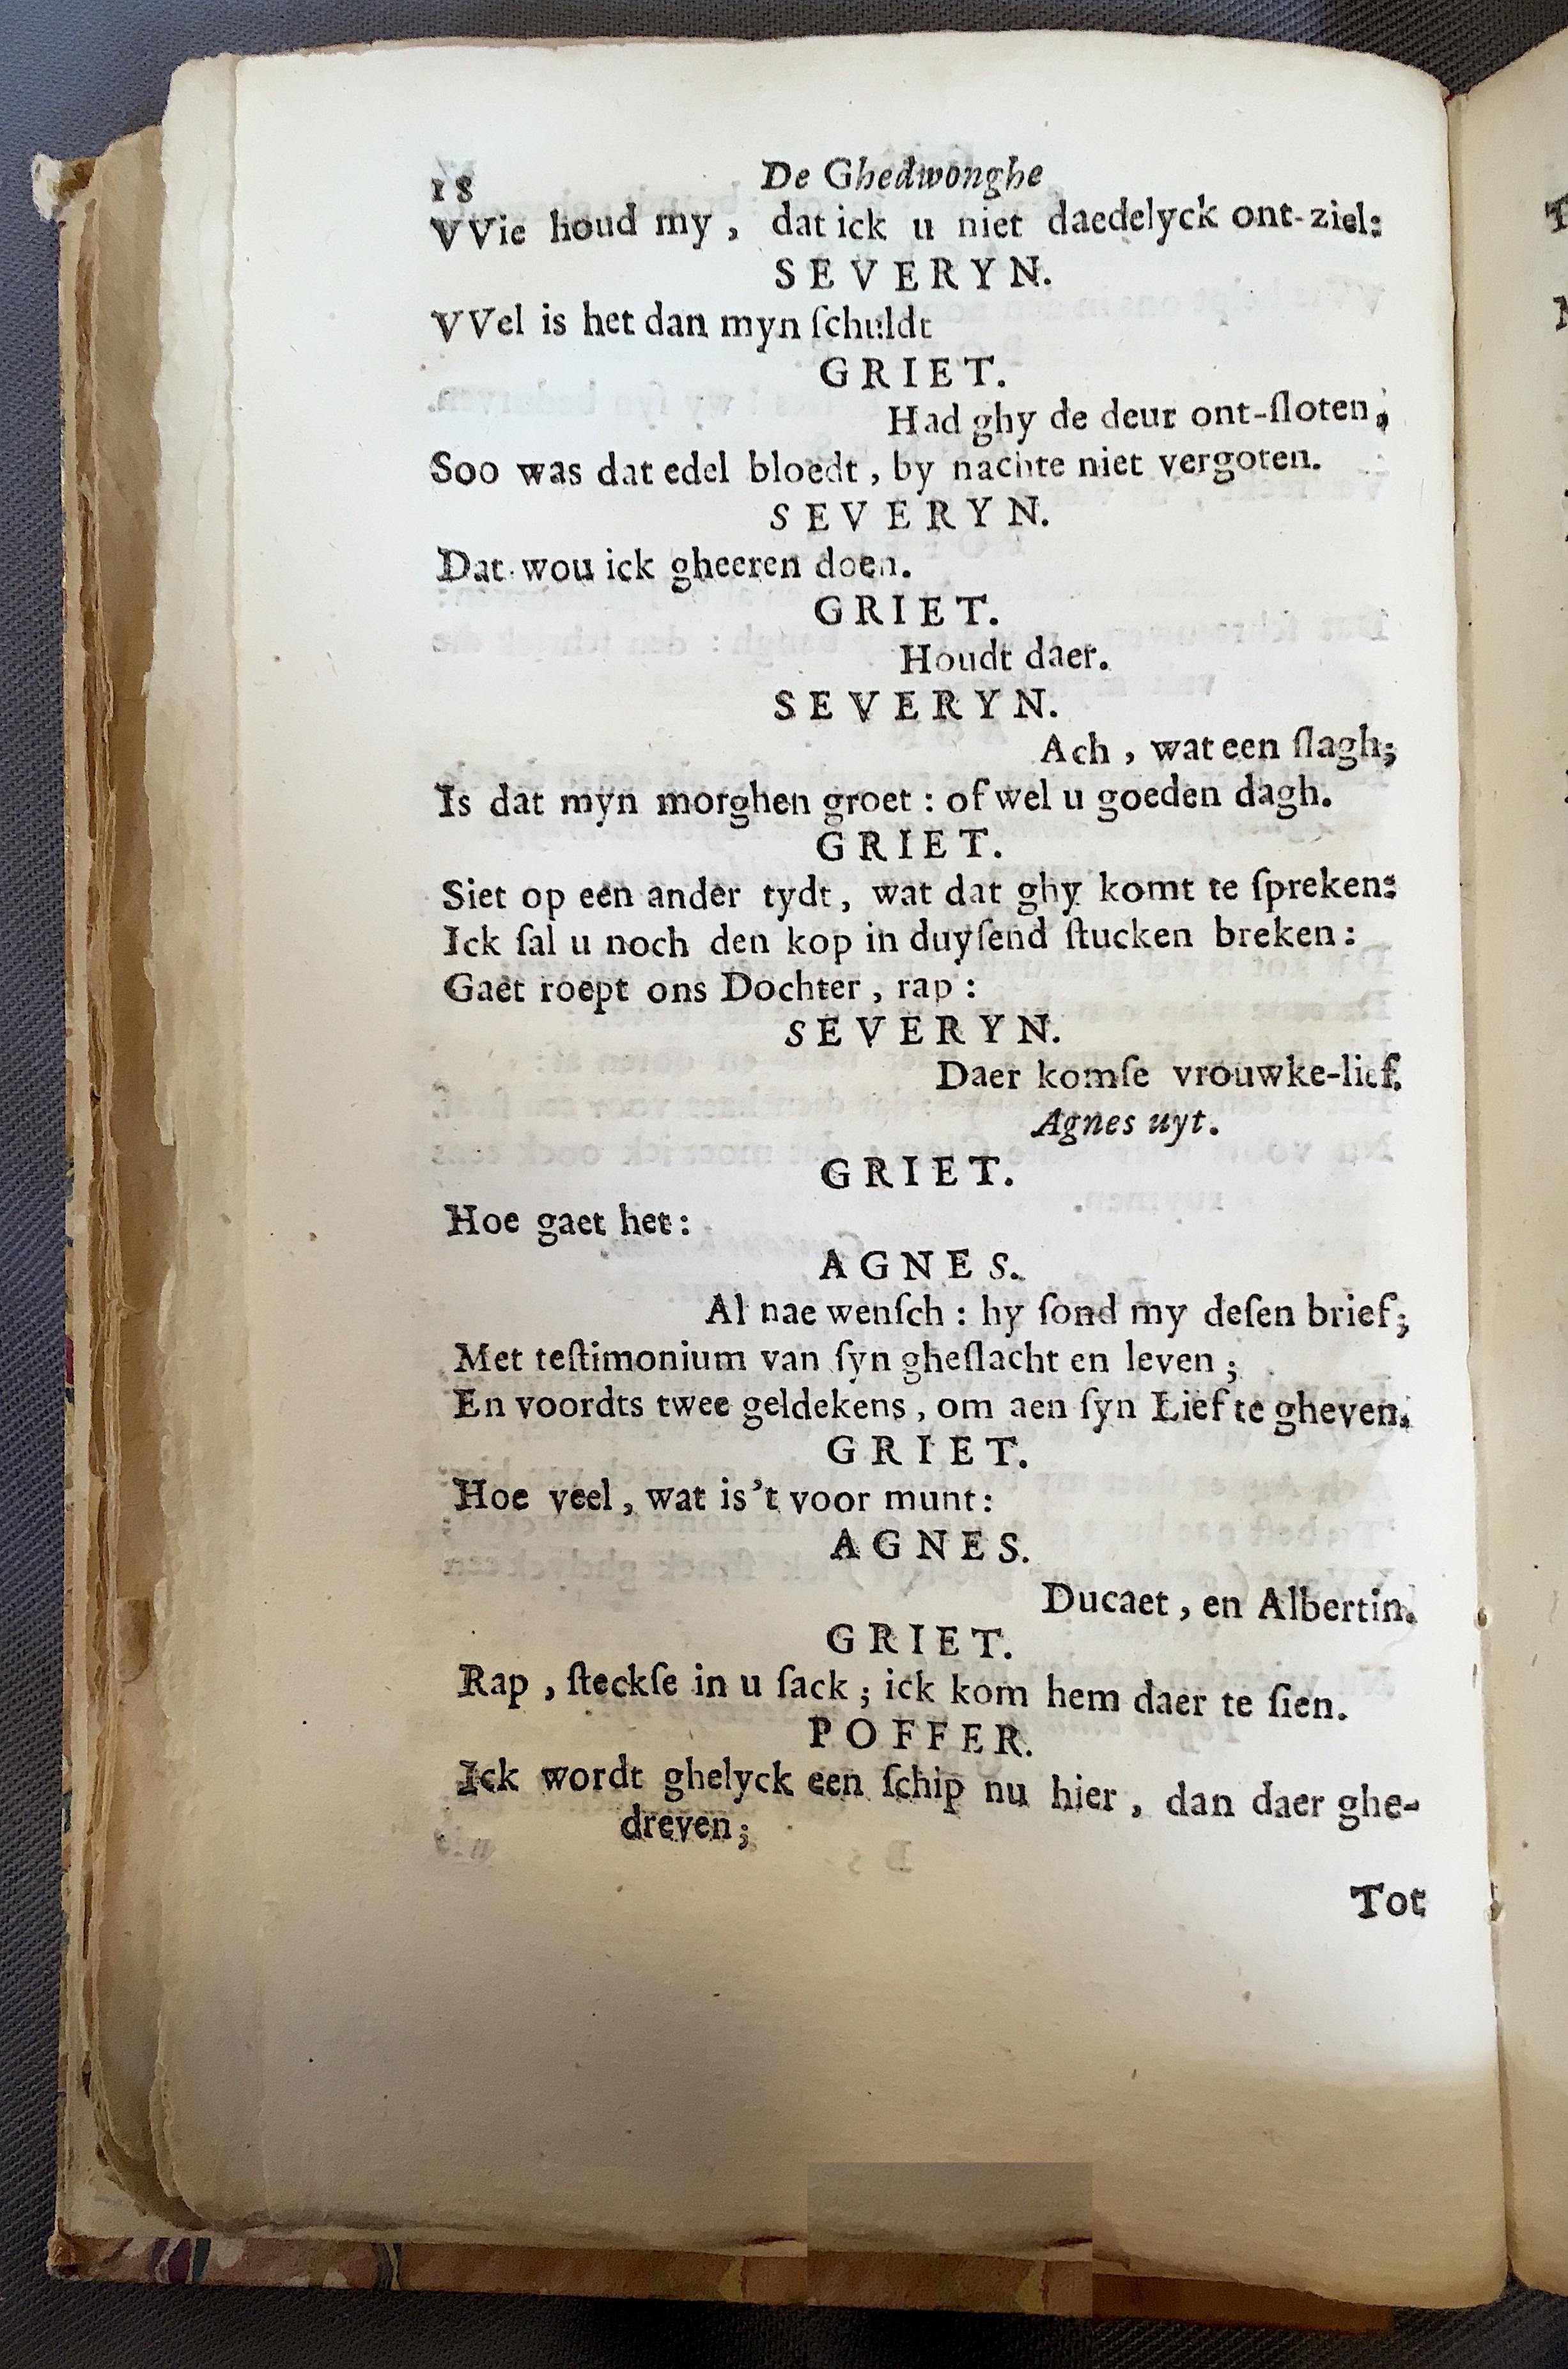 18 De Ghedwonghe
VVie houd my, dat ick u niet daedelyck ont-ziel:
SEVERYN.
VVel is het dan myn ſchuldt
GRIET.
Had ghy de deur ont-ſloten,
Soo was dat edel bloedt, by nachte niet vergoten.
SEVERYN.
Dat wou ick gheeren doen.
GRIET.
Houdt daer.
SEVERYN.
Ach, wat een ſlagh;
Is dat myn morghen groet: of wel u goeden dagh.
GRIET.
Siet op een ander tydt, wat dat ghy komt te ſpreken:
Ick ſal u noch den kop in duyſend ſtucken breken:
Gaet roept ons Dochter, rap:
SEVERYN.
Daer komſe vrouwke-lief.
Agnes uyt.
GRIET.
Hoe gaet het:
AGNES.
Al nae wenſch: hy ſond my deſen brief;
Met teſtimonium van ſyn gheſlacht en leven;
En voordts twee geldekens, om aen ſyn Lief te gheven.
GRIET.
Hoe veel, wat is't voor munt:
AGNES.
Ducaet, en Albertin.
GRIET.
Rap, ſteckſe in u ſack; ick kom hem daer te ſien.
POFFER.
Ick wordt ghelyck een ſchip nu hier, dan daer ghe-
dreven;
Tot